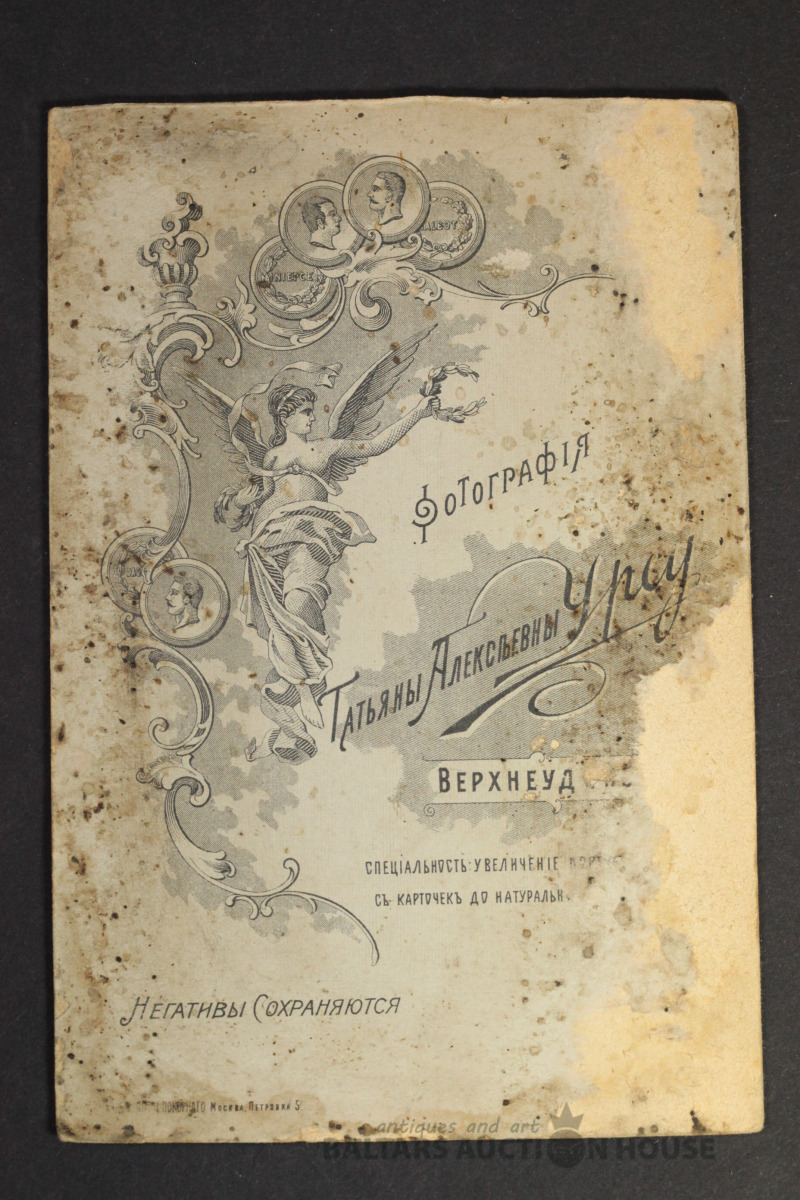 NIEPCE
TALBOT
Фотографія
Татьяны Алексѣевны Урсу
Верхнеуд
Спеціальность: увеличеніе
съ карточекъ до натуральн
Негативы Сохраняются
Москва, Петровка 5
antiques and art
BALTARS AUCTION HOUSE